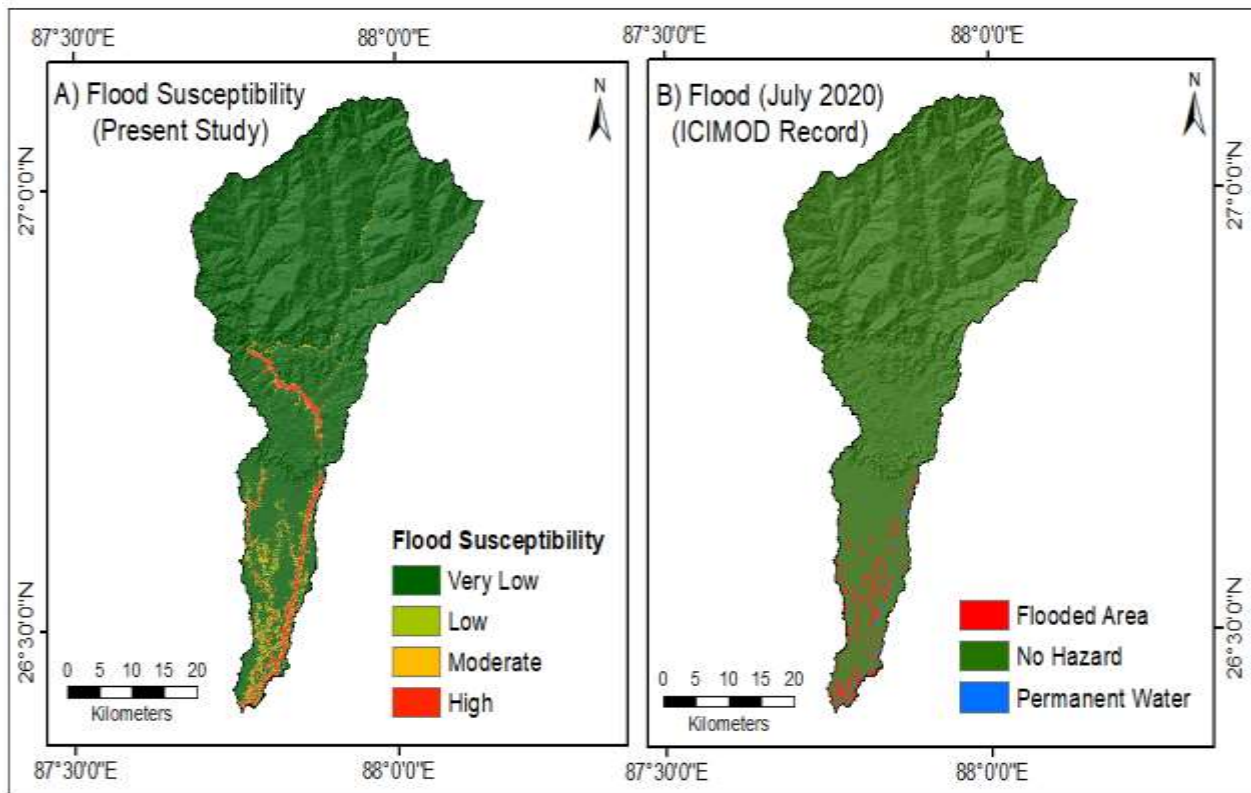 87°30'0"E
88°0'0"E
87°30'0"E
88°0'0"E
A) Flood Susceptibility
(Present Study)
N
B) Flood (July 2020)
(ICIMOD Record)
N
27°0'0"N
27°0'0"N
Flood Susceptibility
Very Low
Low
Moderate
High
Flooded Area
No Hazard
Permanent Water
26°30'0"N
26°30'0"N
0 5 10 15 20
Kilometers
0 5 10 15 20
Kilometers
87°30'0"E
88°0'0"E
87°30'0"E
88°0'0"E